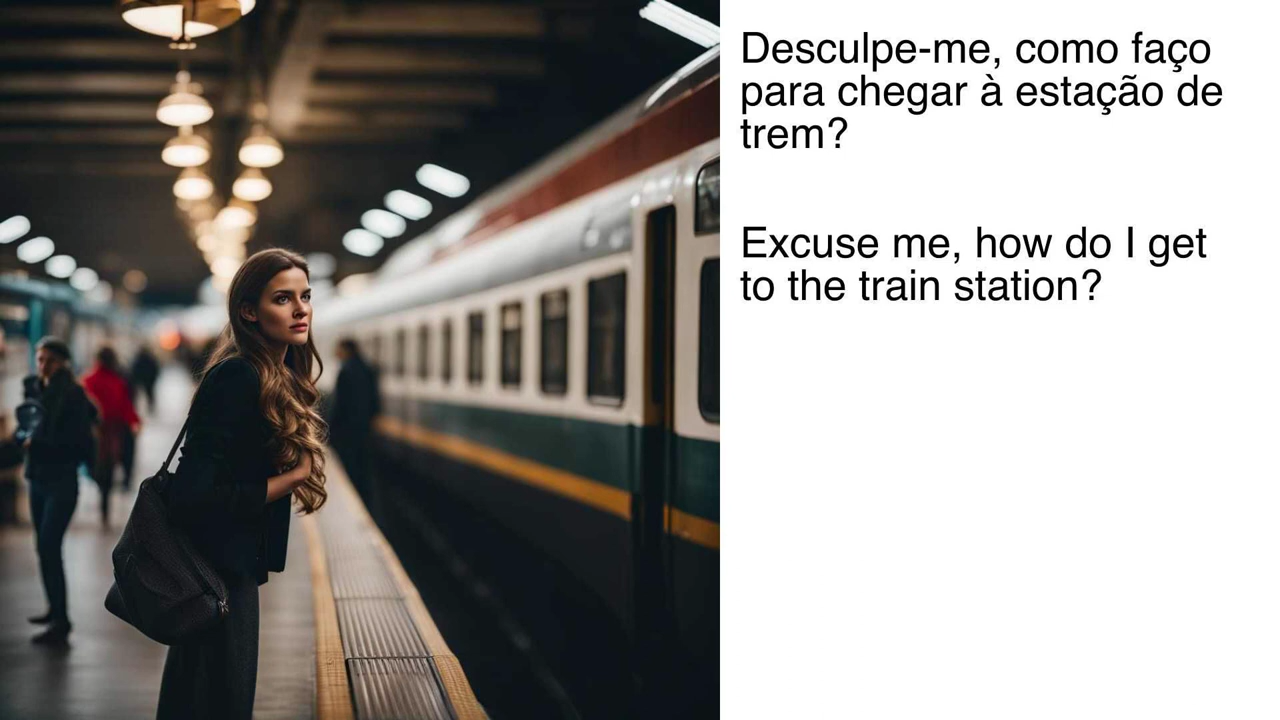 Desculpe-me, como faço
para chegar à estação de
trem?
Excuse me, how do I get
to the train station?